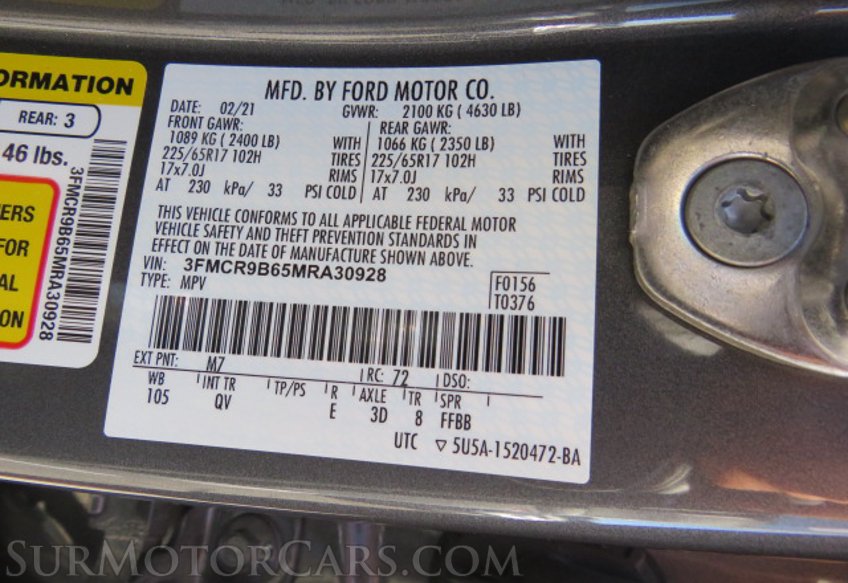 ORMATION
REAR: 3
46 lbs.
ERS
FOR
AL
ON
3FMCR9B65MRA30928
MFD. BY FORD MOTOR CO.
DATE: 02/21 GVWR: 2100 KG ( 4630 LB)
FRONT GAWR: REAR GAWR:
1089 KG ( 2400 LB) WITH 1066 KG ( 2350 LB) WITH
225/65R17 102H TIRES 225/65R17 102H TIRES
17x7.0J RIMS 17x7.0J RIMS
AT 230 kPa/ 33 PSI COLD AT 230 kPa/ 33 PSI COLD
THIS VEHICLE CONFORMS TO ALL APPLICABLE FEDERAL MOTOR
VEHICLE SAFETY AND THEFT PREVENTION STANDARDS IN
EFFECT ON THE DATE OF MANUFACTURE SHOWN ABOVE.
VIN: 3FMCR9B65MRA30928
TYPE: MPV
F0156
T0376
EXT PNT: M7 RC: 72 DSO:
WB INT TR TP/PS R AXLE TR SPR
105 QV E 3D 8 FFBB
UTC ▽ 5U5A-1520472-BA
SURMOTORCARS.COM